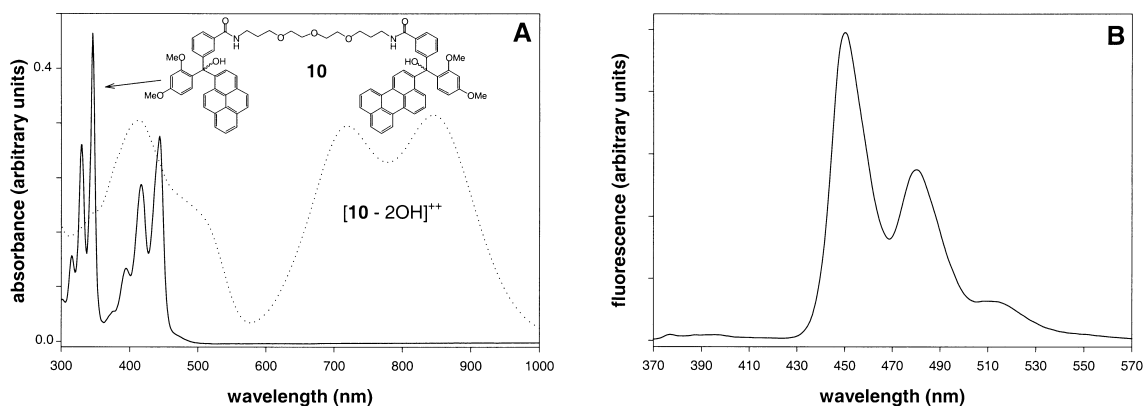 A
O
O
N
H
O
O
O
N
H
MeO
OH
HO
OMe
MeO
OMe
10
[10 - 2OH]++
0.4
0.0
absorbance (arbitrary units)
300 400 500 600 700 800 900 1000
wavelength (nm)
B
fluorescence (arbitrary units)
370 390 410 430 450 470 490 510 530 550 570
wavelength (nm)